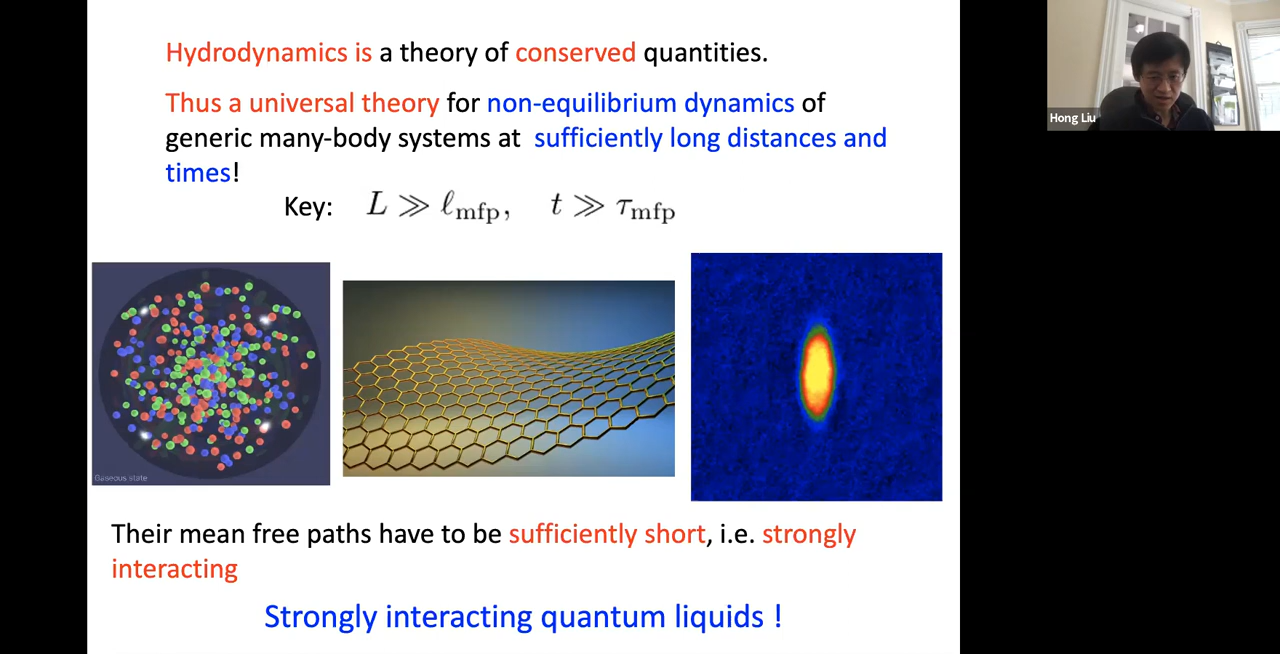 Hydrodynamics is a theory of conserved quantities.
Thus a universal theory for non-equilibrium dynamics of
generic many-body systems at sufficiently long distances and
times!
Key: L ≫ ℓmfp, t ≫ τmfp
Hong Liu
Gaseous state
Their mean free paths have to be sufficiently short, i.e. strongly
interacting
Strongly interacting quantum liquids !